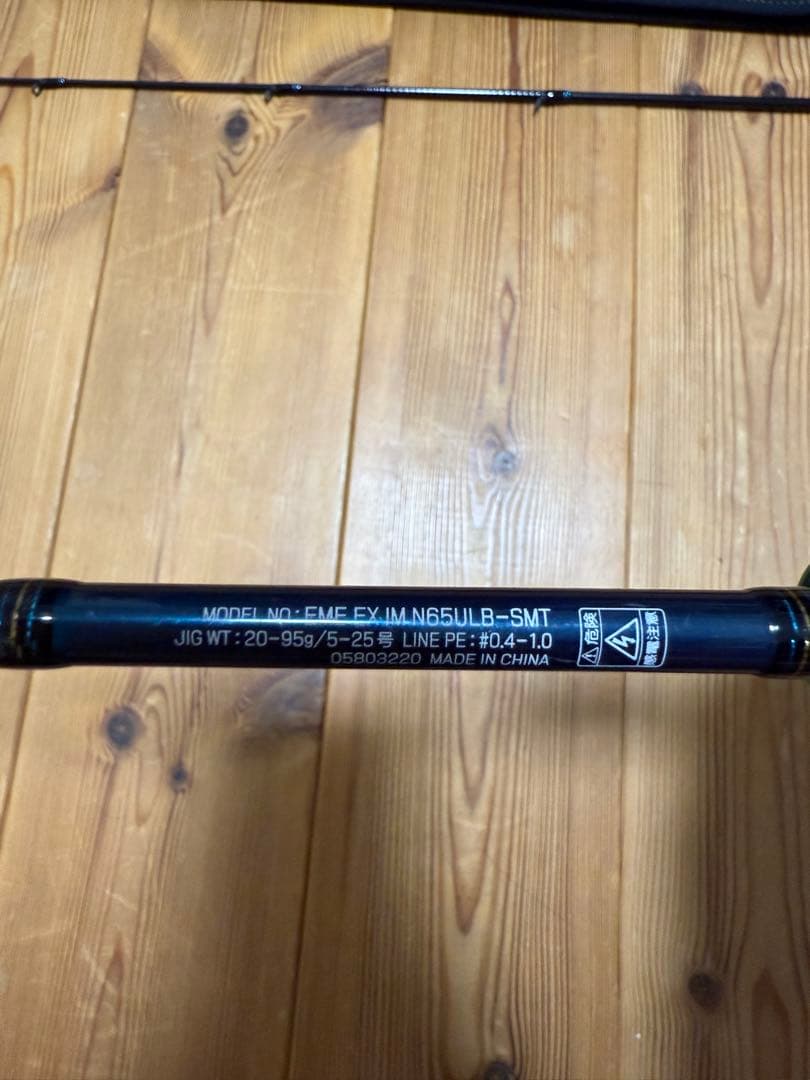 MODEL NO : EMF EX IM N65ULB-SMT
JIG WT : 20-95g/5-25号 LINE PE : #0.4-1.0
05803220 MADE IN CHINA
危険
感電注意